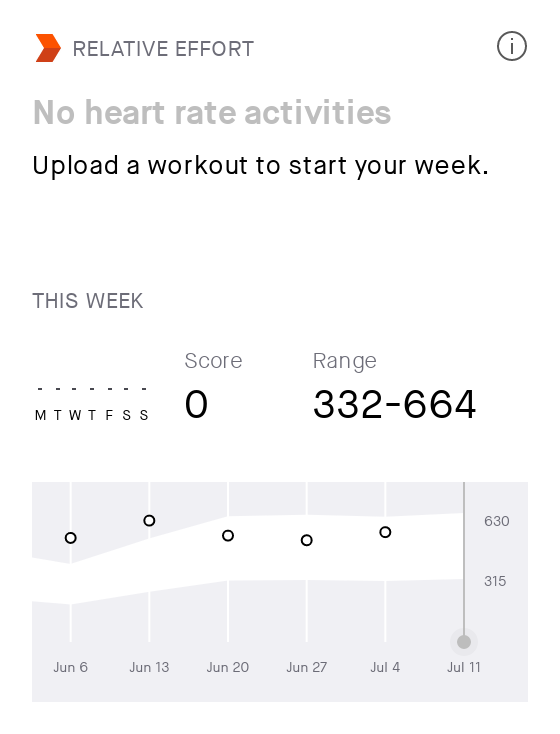 RELATIVE EFFORT
No heart rate activities
Upload a workout to start your week.
THIS WEEK
Score Range
- - - - - - -
M T W T F S S
0 332-664
630
315
Jun 6 Jun 13 Jun 20 Jun 27 Jul 4 Jul 11